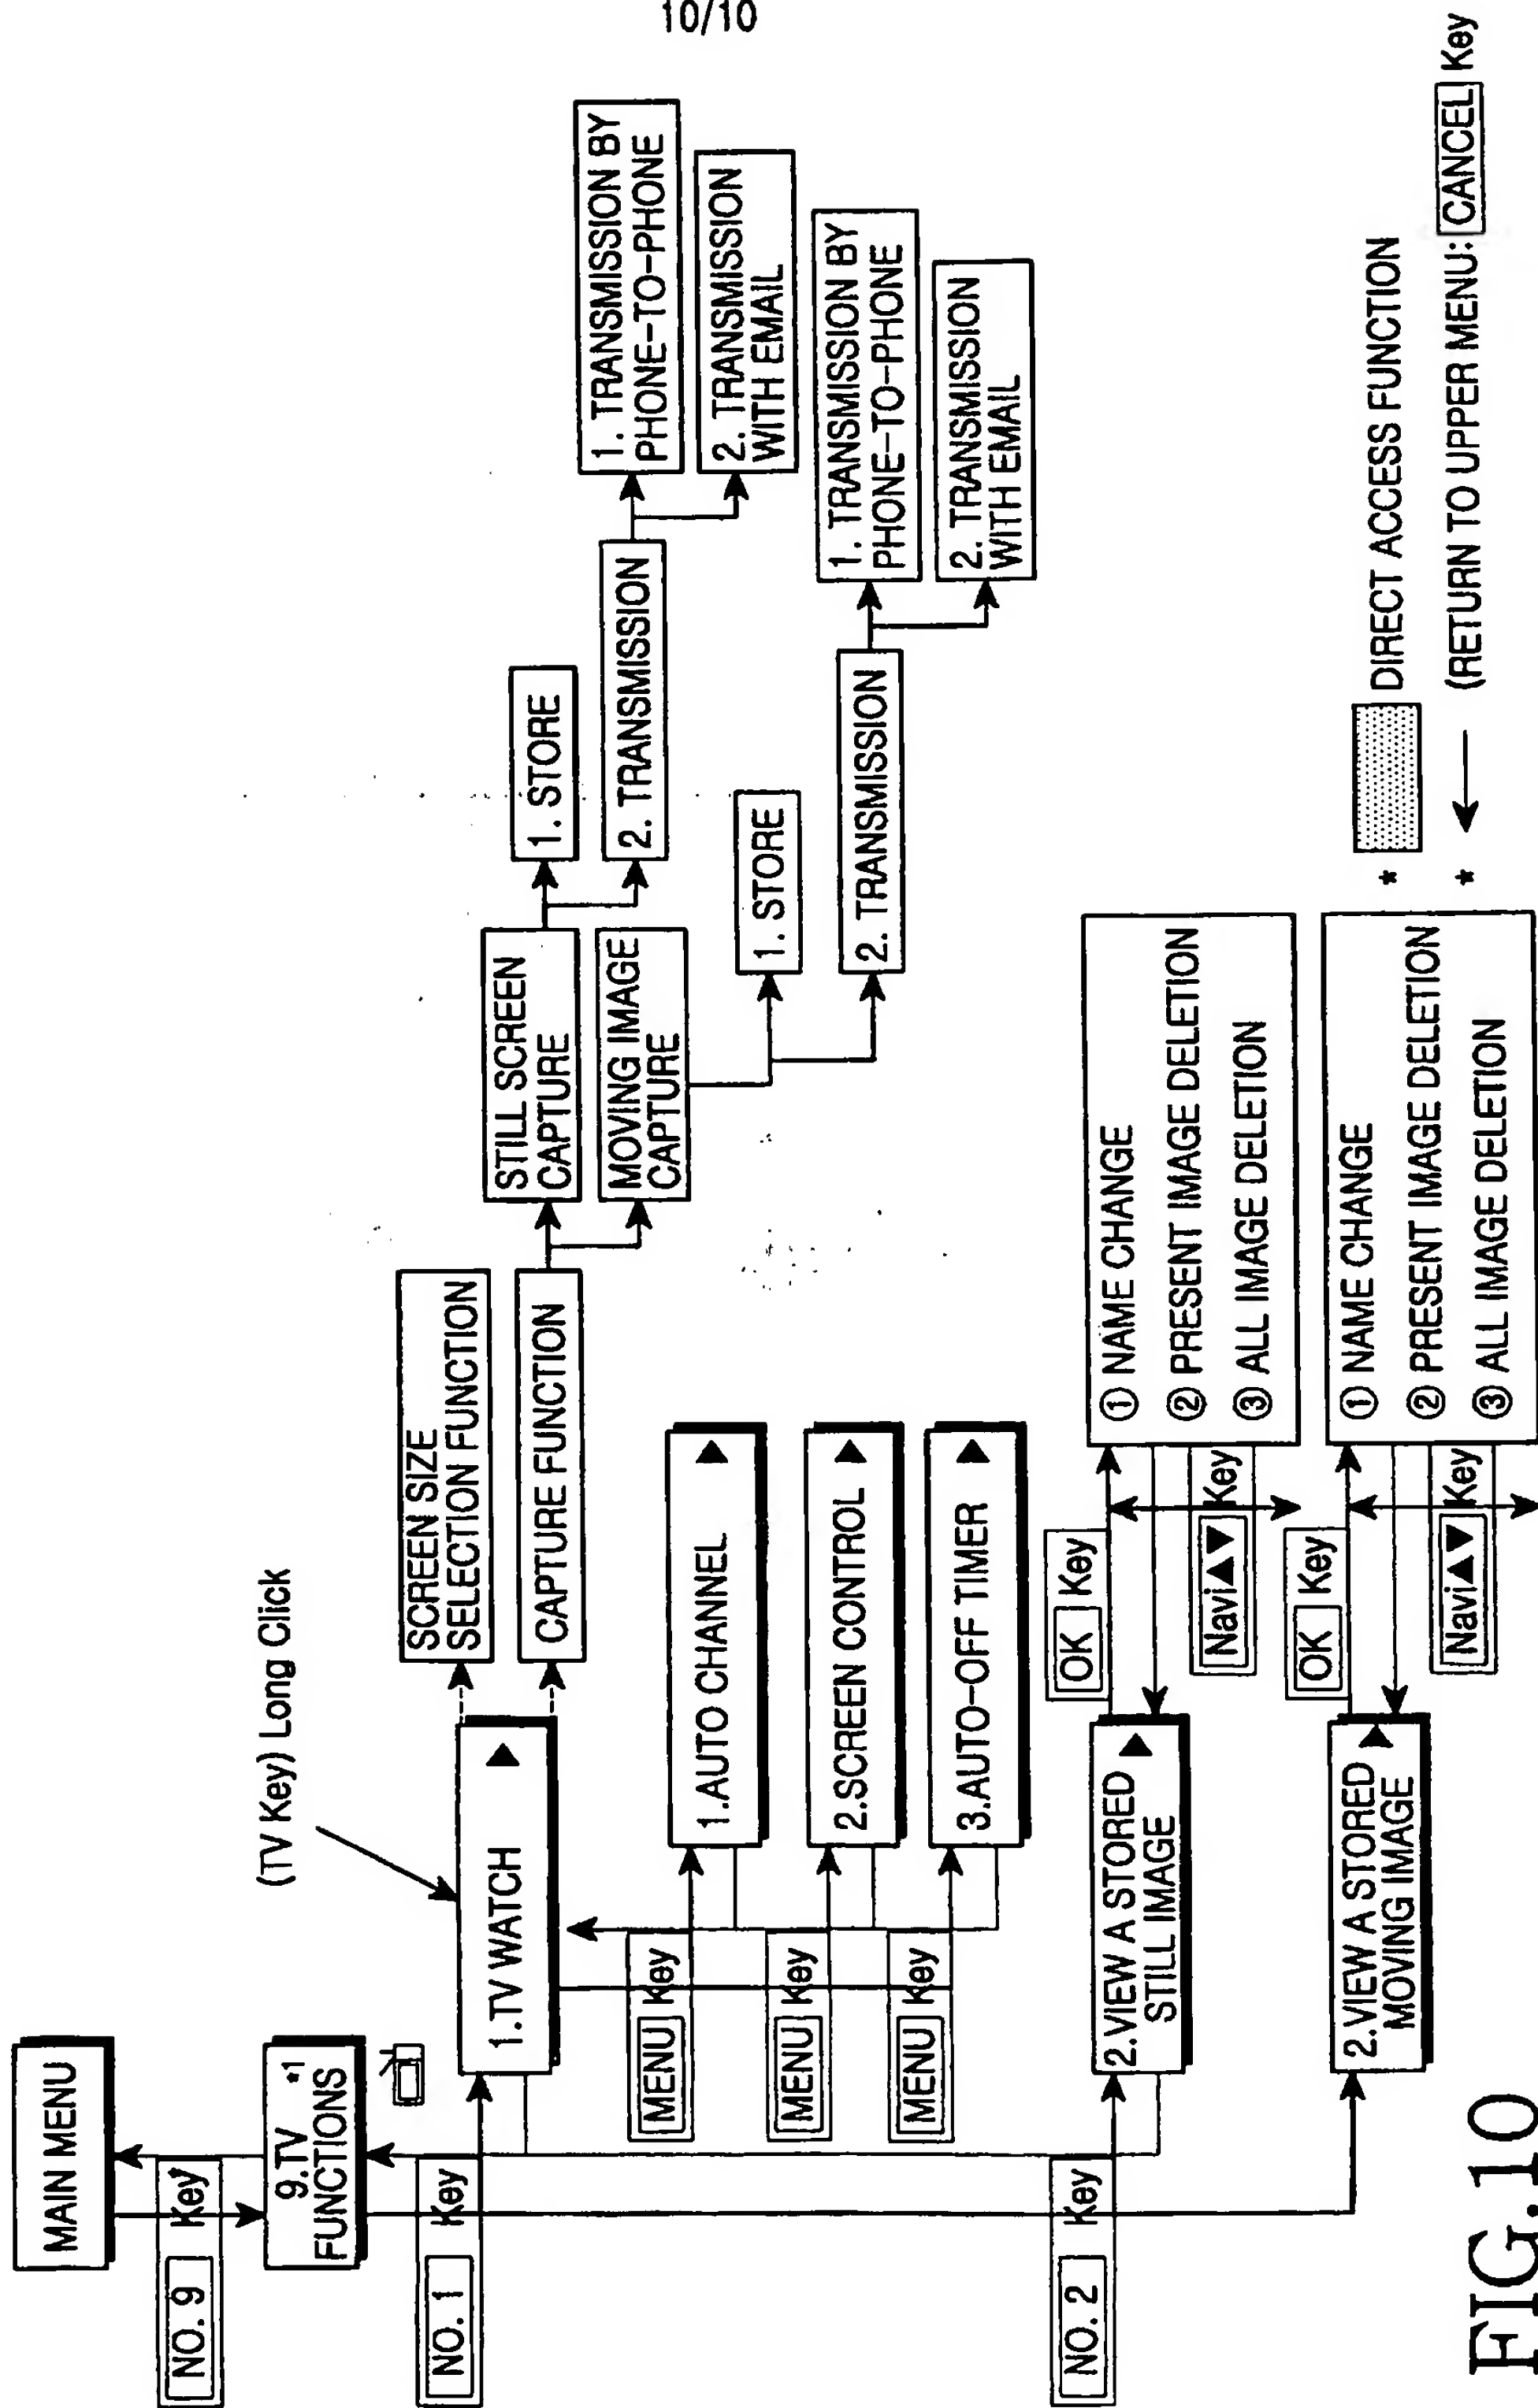 10/10
MAIN MENU
NO. 9 Key
9.TV *1
FUNCTIONS
NO. 1 Key
(TV Key) Long Click
1.TV WATCH ▶
SCREEN SIZE
SELECTION FUNCTION
CAPTURE FUNCTION
STILL SCREEN
CAPTURE
MOVING IMAGE
CAPTURE
1. STORE
2. TRANSMISSION
1. TRANSMISSION BY
PHONE-TO-PHONE
2. TRANSMISSION
WITH EMAIL
1. STORE
2. TRANSMISSION
1. TRANSMISSION BY
PHONE-TO-PHONE
2. TRANSMISSION
WITH EMAIL
MENU Key
1.AUTO CHANNEL ▶
MENU Key
2.SCREEN CONTROL ▶
MENU Key
3.AUTO-OFF TIMER ▶
NO. 2 Key
2.VIEW A STORED
STILL IMAGE ▶
OK Key
Navi▲▼ Key
① NAME CHANGE
② PRESENT IMAGE DELETION
③ ALL IMAGE DELETION
2.VIEW A STORED
MOVING IMAGE ▶
OK Key
Navi▲▼ Key
① NAME CHANGE
② PRESENT IMAGE DELETION
③ ALL IMAGE DELETION
* DIRECT ACCESS FUNCTION
* ← (RETURN TO UPPER MENU: CANCEL Key
FIG.10